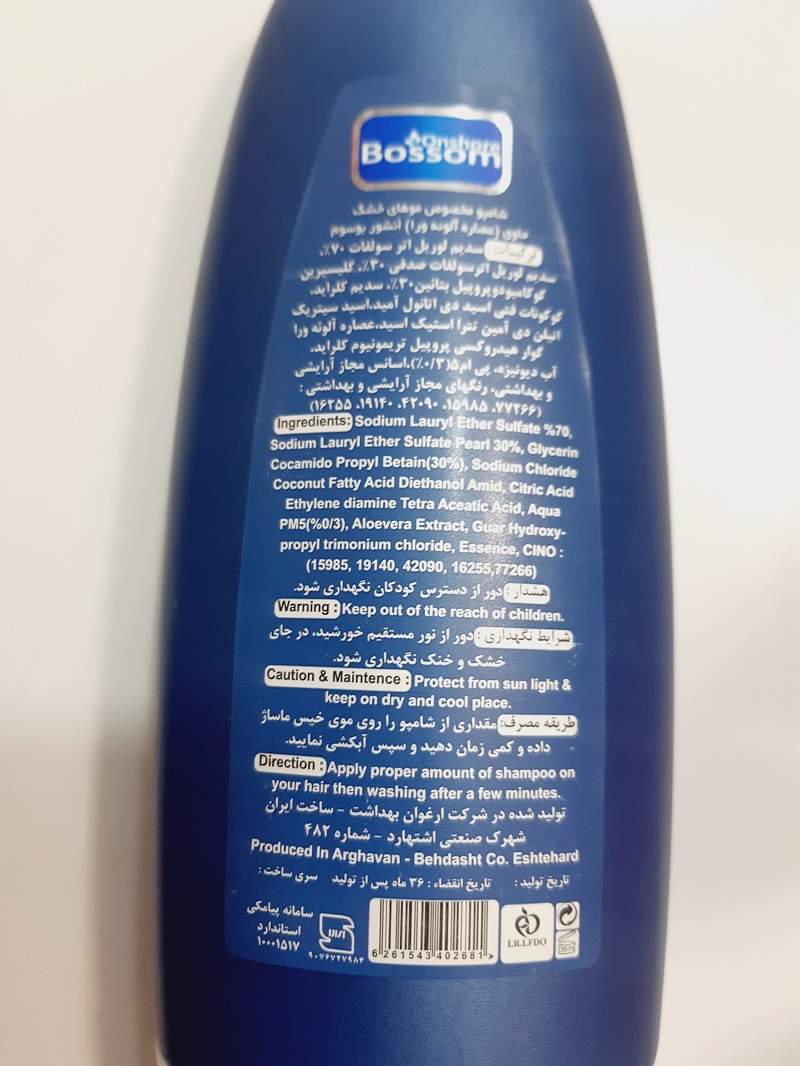 Onshore
Bossom
شامپو مخصوص موهای خشک
حاوی (عصاره آلوئه ورا) آنشور بوسوم
ترکیبات: سدیم لوریل اتر سولفات ۷۰٪،
سدیم لوریل اتر سولفات صدفی ۳۰٪، گلیسیرین
کوکامیدوپروپیل بتائین ۳۰٪، سدیم کلراید،
کوکونات فتی اسید دی اتانول آمید، اسید سیتریک
اتیلن دی آمین تترا استیک اسید، عصاره آلوئه ورا
گوار هیدروکسی پروپیل تریمونیوم کلراید،
آب دیونیزه، پی ام۵(۰/۳٪)، اسانس مجاز آرایشی
و بهداشتی، رنگهای مجاز آرایشی و بهداشتی :
(۷۷۲۶۶، ۱۵۹۸۵، ۴۲۰۹۰، ۱۹۱۴۰، ۱۶۲۵۵)
Ingredients: Sodium Lauryl Ether Sulfate %70,
Sodium Lauryl Ether Sulfate Pearl 30%, Glycerin
Cocamido Propyl Betain(30%), Sodium Chloride
Coconut Fatty Acid Diethanol Amid, Citric Acid
Ethylene diamine Tetra Aceatic Acid, Aqua
PM5(%0/3), Aloevera Extract, Guar Hydroxy-
propyl trimonium chloride, Essence, CINO :
(15985, 19140, 42090, 16255,77266)
هشدار : دور از دسترس کودکان نگهداری شود.
Warning : Keep out of the reach of children.
شرایط نگهداری : دور از نور مستقیم خورشید، در جای
خشک و خنک نگهداری شود.
Caution & Maintence : Protect from sun light &
keep on dry and cool place.
طریقه مصرف: مقداری از شامپو را روی موی خیس ماساژ
داده و کمی زمان دهید و سپس آبکشی نمایید.
Direction : Apply proper amount of shampoo on
your hair then washing after a few minutes.
تولید شده در شرکت ارغوان بهداشت - ساخت ایران
شهرک صنعتی اشتهارد - شماره ۴۸۲
Produced In Arghavan - Behdasht Co. Eshtehard
تاریخ تولید : تاریخ انقضاء : ۳۶ ماه پس از تولید سری ساخت :
سامانه پیامکی
استاندارد
۱۰۰۰۱۵۱۷
۹۰۷۶۷۲۷۹۸۴
6 261543 402681 >
I.R.I.FDO
36m